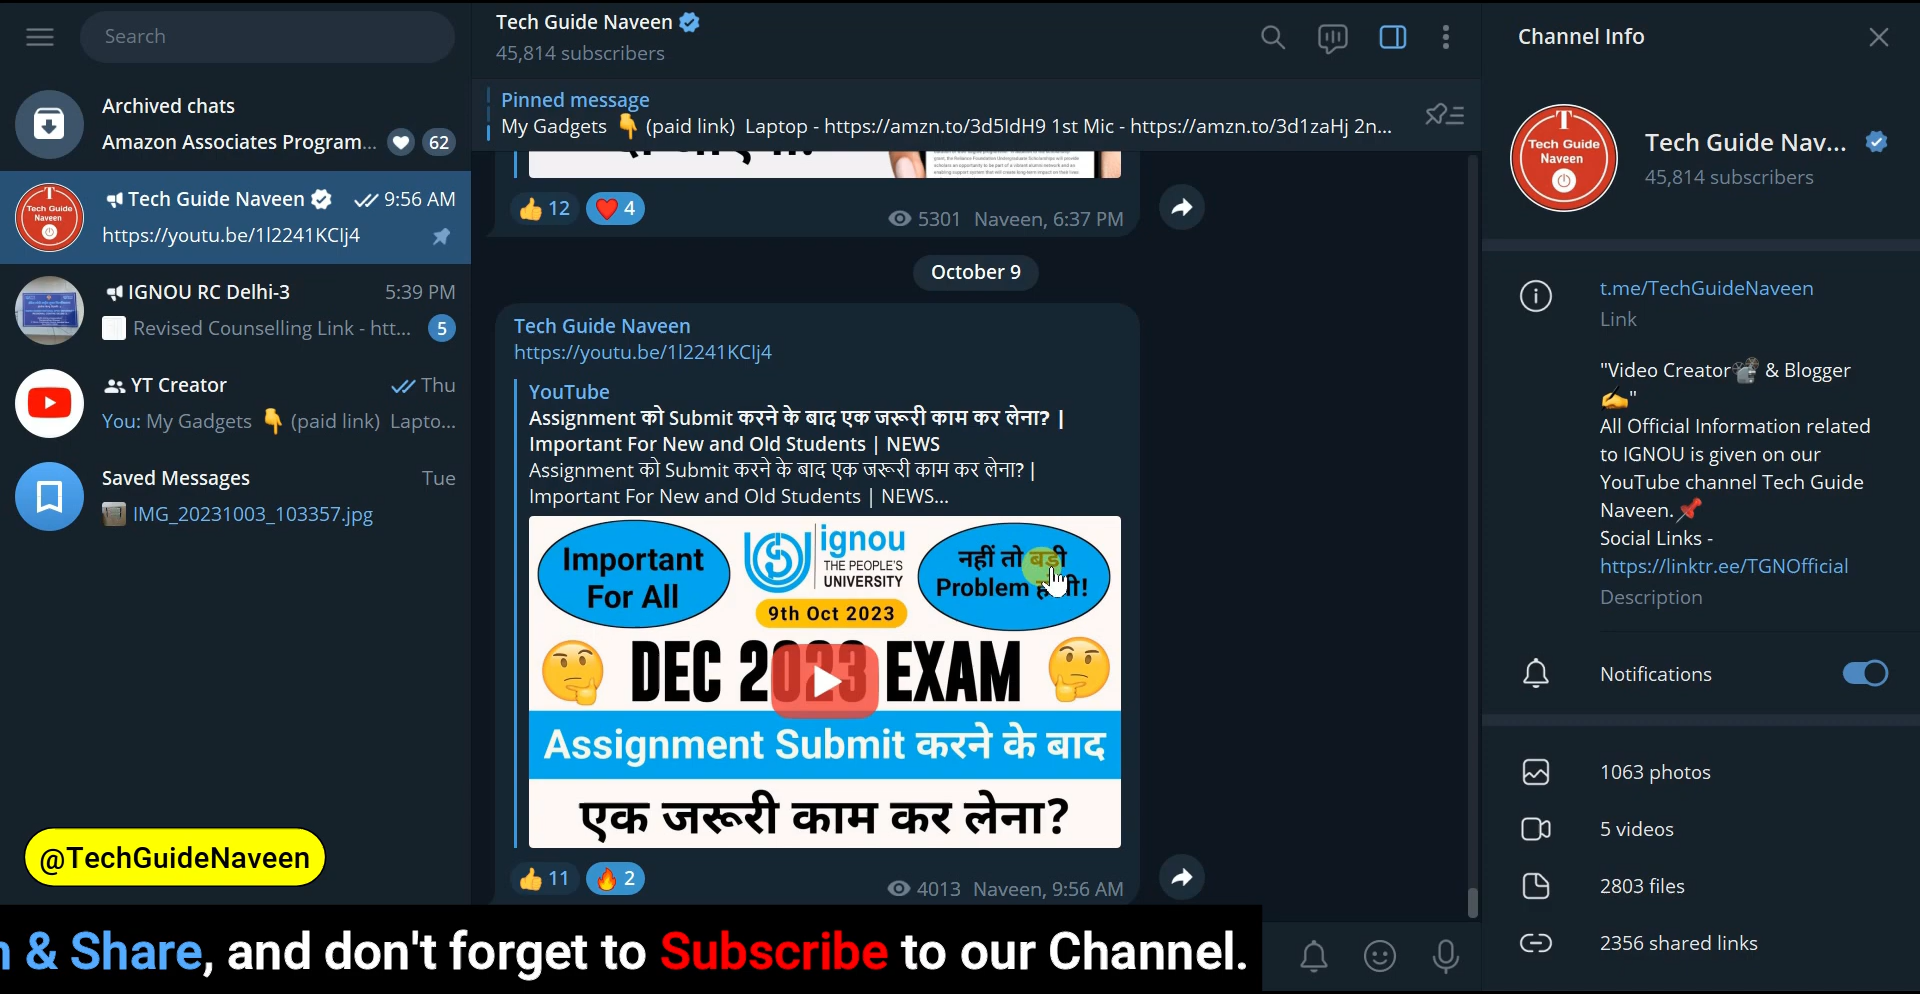 Search
Archived chats
Amazon Associates Program... 62
Tech Guide Naveen 9:56 AM
https://youtu.be/1I2241KCIj4
IGNOU RC Delhi-3 5:39 PM
Revised Counselling Link - htt... 5
YT Creator Thu
You: My Gadgets 👇 (paid link) Lapto...
Saved Messages Tue
IMG_20231003_103357.jpg
@TechGuideNaveen
Tech Guide Naveen
45,814 subscribers
Pinned message
My Gadgets 👇 (paid link) Laptop - https://amzn.to/3d5IdH9 1st Mic - https://amzn.to/3d1zaHj 2n...
👍 12 ❤️ 4 5301 Naveen, 6:37 PM
October 9
Tech Guide Naveen
https://youtu.be/1I2241KCIj4
YouTube
Assignment को Submit करने के बाद एक जरूरी काम कर लेना? |
Important For New and Old Students | NEWS
Assignment को Submit करने के बाद एक जरूरी काम कर लेना? |
Important For New and Old Students | NEWS...
Important
For All
ignou
THE PEOPLE'S
UNIVERSITY
9th Oct 2023
नहीं तो बड़ी
Problem
DEC 2023 EXAM
Assignment Submit करने के बाद
एक जरूरी काम कर लेना?
👍 11 🔥 2 4013 Naveen, 9:56 AM
& Share, and don't forget to Subscribe to our Channel.
Channel Info
T
Tech Guide
Naveen
Tech Guide Nav...
45,814 subscribers
t.me/TechGuideNaveen
Link
"Video Creator📽️ & Blogger
✍️"
All Official Information related
to IGNOU is given on our
YouTube channel Tech Guide
Naveen.📌
Social Links -
https://linktr.ee/TGNOfficial
Description
Notifications
1063 photos
5 videos
2803 files
2356 shared links